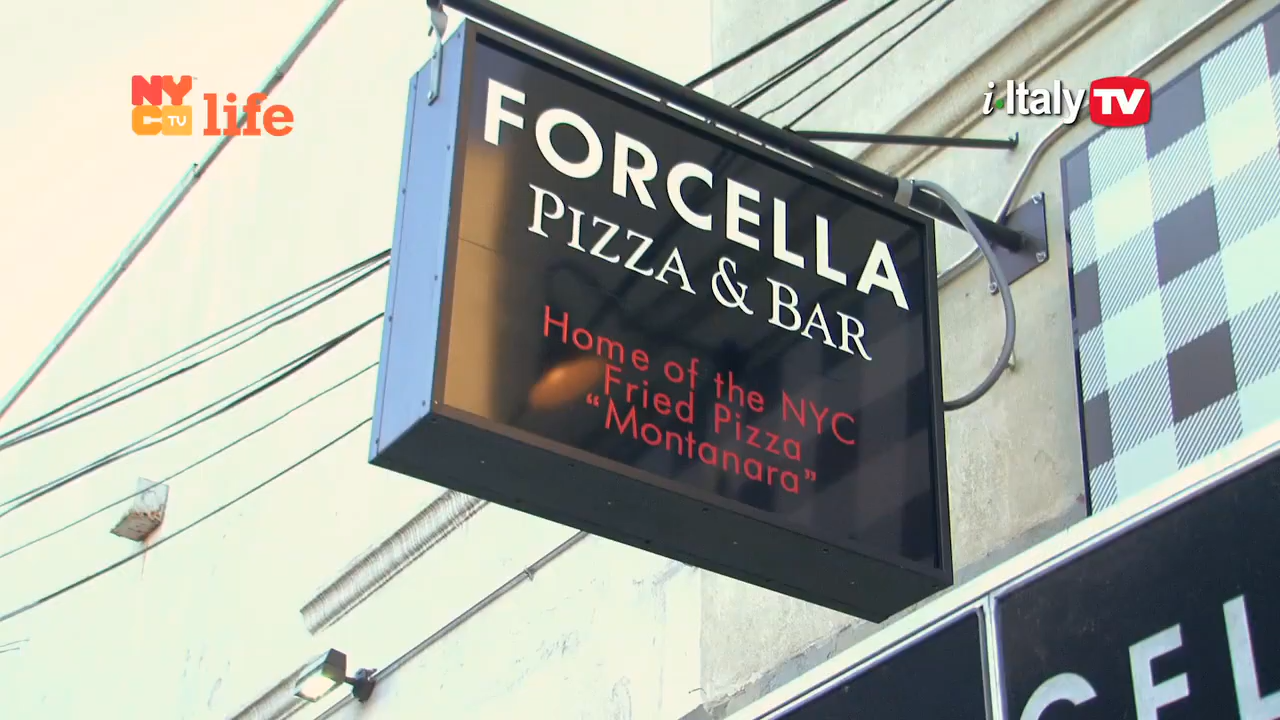 NYC TV life
i-Italy TV
FORCELLA
PIZZA & BAR
Home of the NYC
Fried Pizza
“Montanara”
CEL